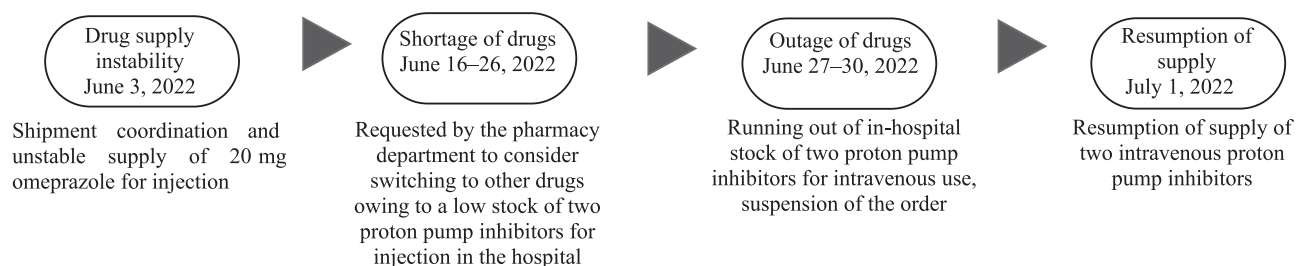 Drug supply
instability
June 3, 2022
Shipment coordination and
unstable supply of 20 mg
omeprazole for injection
Shortage of drugs
June 16–26, 2022
Requested by the pharmacy
department to consider
switching to other drugs
owing to a low stock of two
proton pump inhibitors for
injection in the hospital
Outage of drugs
June 27–30, 2022
Running out of in-hospital
stock of two proton pump
inhibitors for intravenous use,
suspension of the order
Resumption of
supply
July 1, 2022
Resumption of supply of
two intravenous proton
pump inhibitors